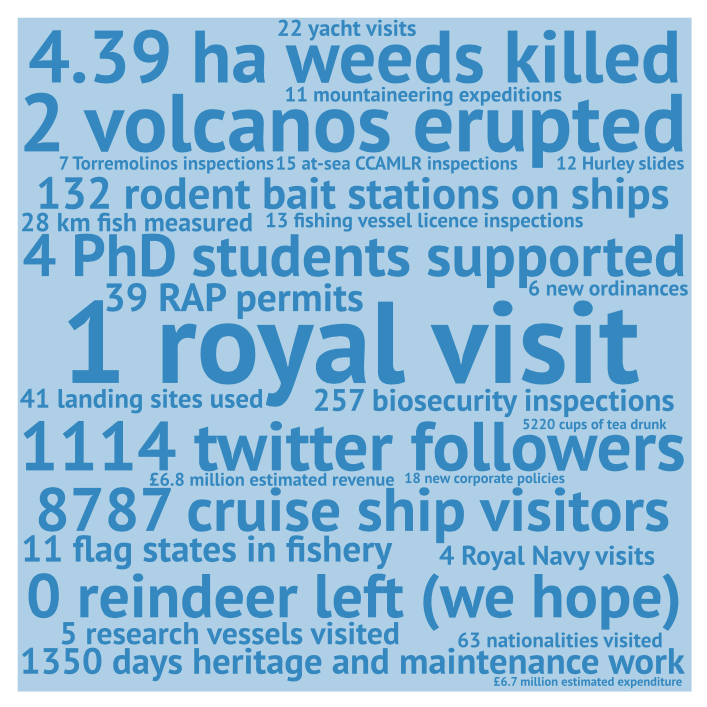 22 yacht visits
4.39 ha weeds killed
11 mountaineering expeditions
2 volcanos erupted
7 Torremolinos inspections
15 at-sea CCAMLR inspections
12 Hurley slides
132 rodent bait stations on ships
28 km fish measured
13 fishing vessel licence inspections
4 PhD students supported
6 new ordinances
39 RAP permits
1 royal visit
41 landing sites used
257 biosecurity inspections
5220 cups of tea drunk
1114 twitter followers
£6.8 million estimated revenue
18 new corporate policies
8787 cruise ship visitors
11 flag states in fishery
4 Royal Navy visits
0 reindeer left (we hope)
5 research vessels visited
63 nationalities visited
1350 days heritage and maintenance work
£6.7 million estimated expenditure